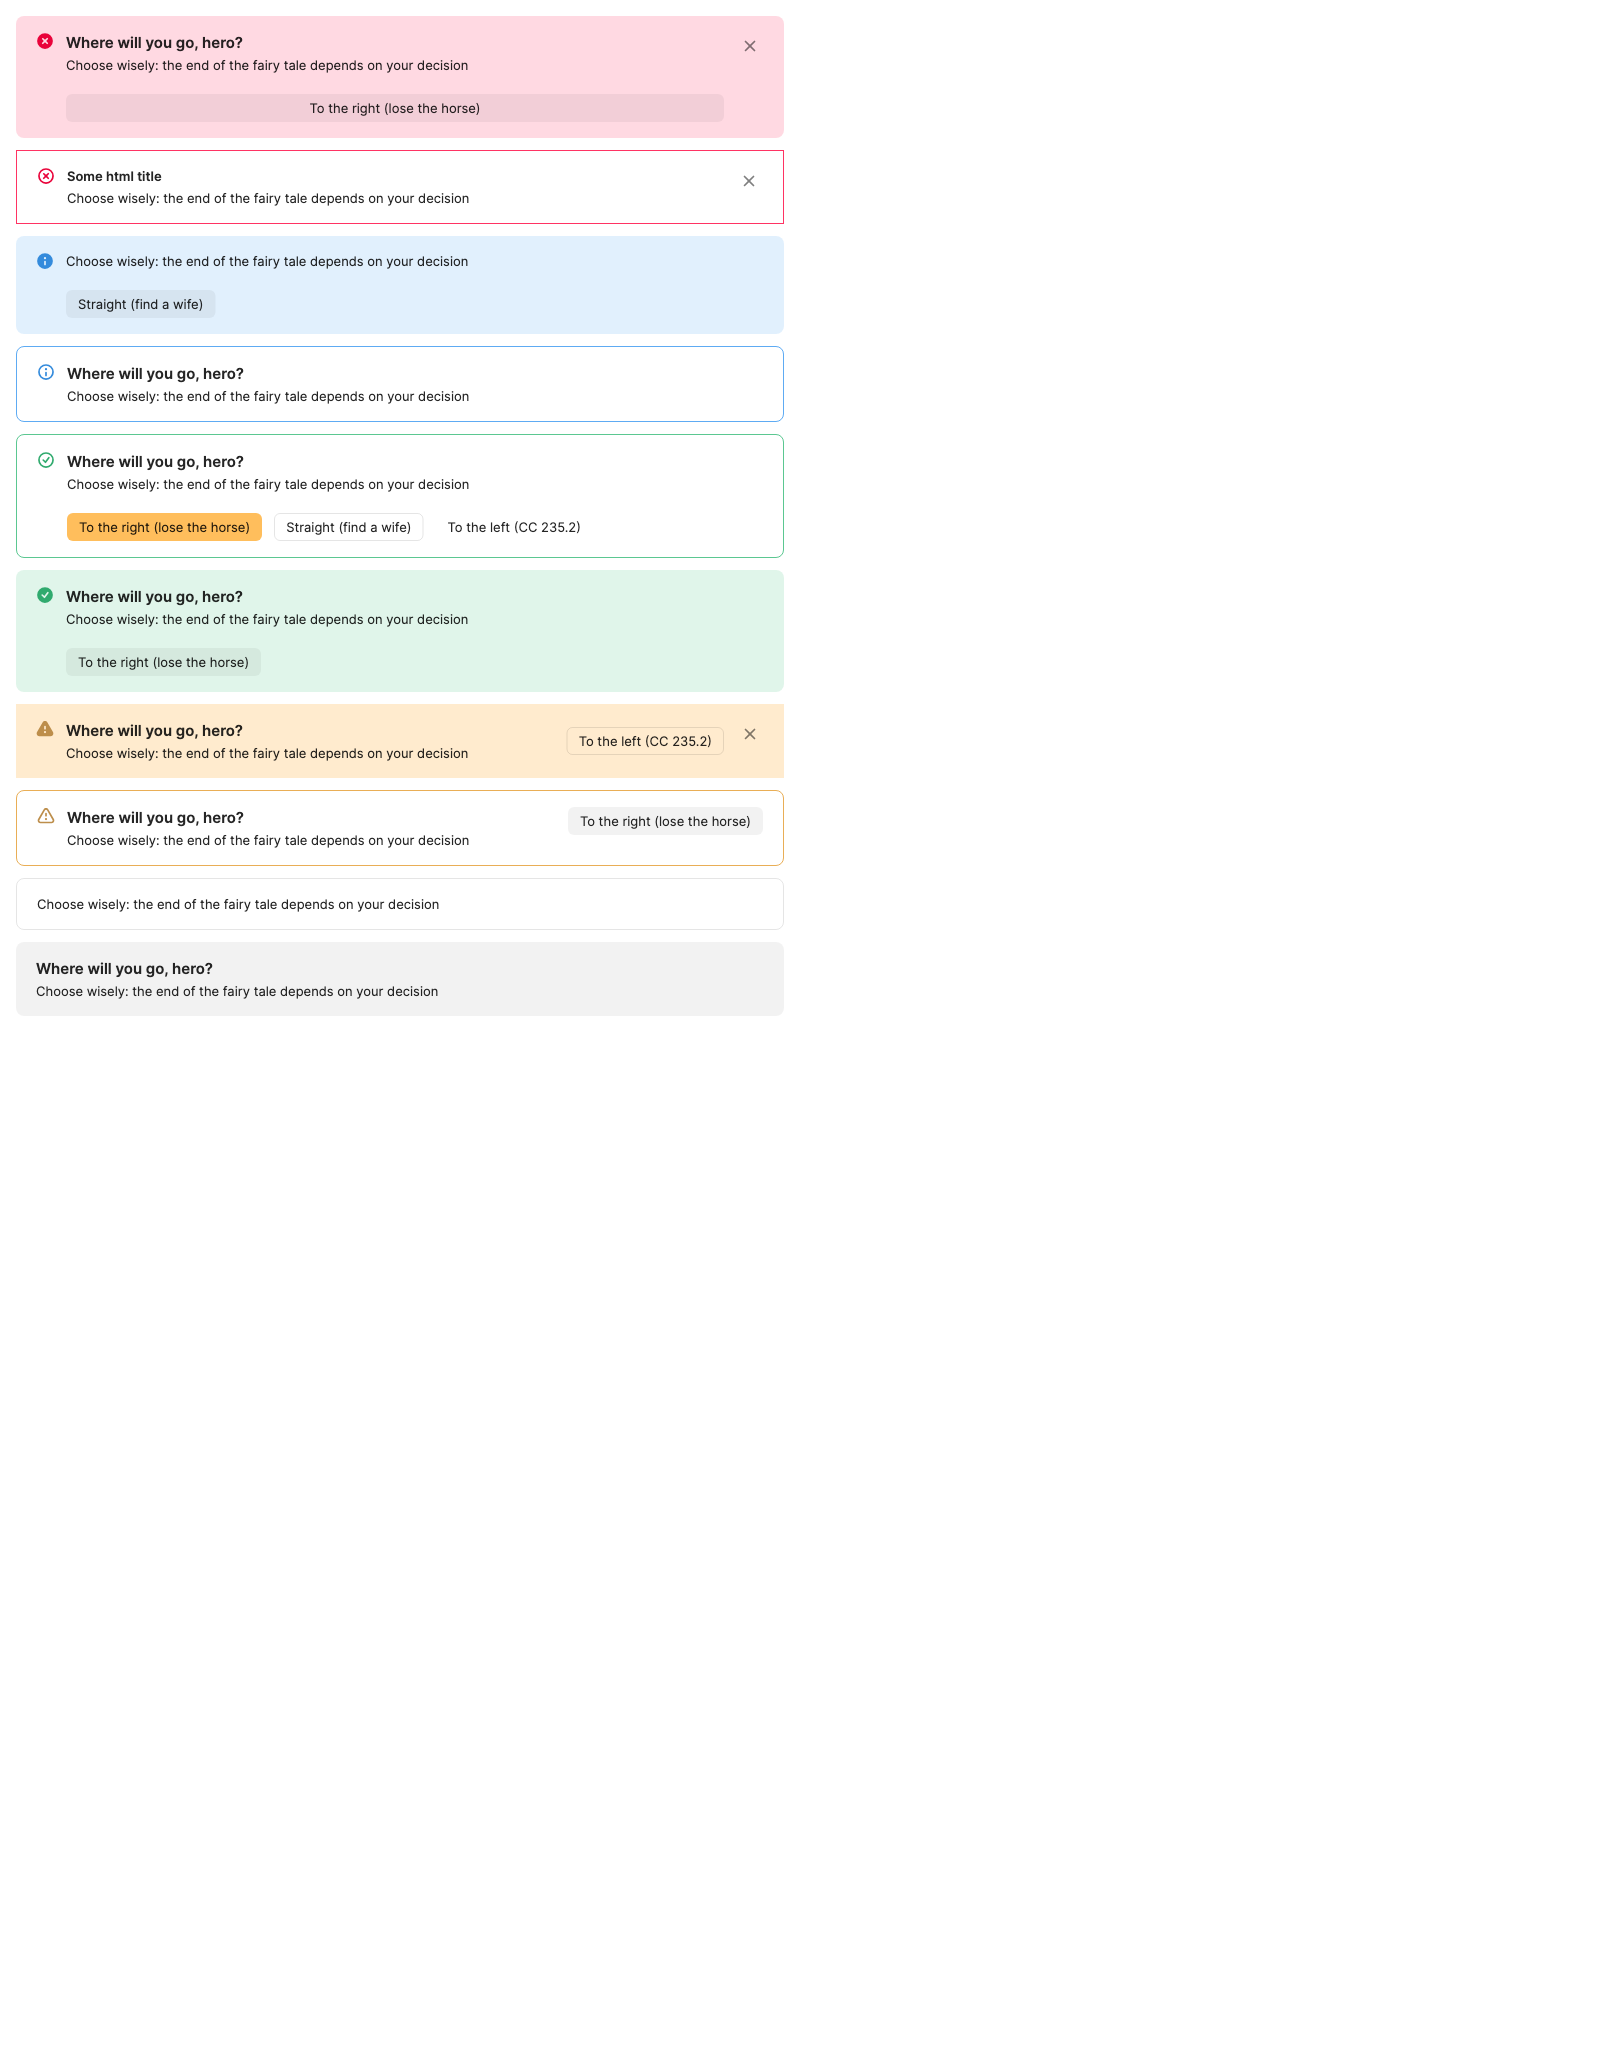 Where will you go, hero?
Choose wisely: the end of the fairy tale depends on your decision
To the right (lose the horse)
Some html title
Choose wisely: the end of the fairy tale depends on your decision
Choose wisely: the end of the fairy tale depends on your decision
Straight (find a wife)
Where will you go, hero?
Choose wisely: the end of the fairy tale depends on your decision
Where will you go, hero?
Choose wisely: the end of the fairy tale depends on your decision
To the right (lose the horse) Straight (find a wife) To the left (CC 235.2)
Where will you go, hero?
Choose wisely: the end of the fairy tale depends on your decision
To the right (lose the horse)
Where will you go, hero?
Choose wisely: the end of the fairy tale depends on your decision
To the left (CC 235.2)
Where will you go, hero?
Choose wisely: the end of the fairy tale depends on your decision
To the right (lose the horse)
Choose wisely: the end of the fairy tale depends on your decision
Where will you go, hero?
Choose wisely: the end of the fairy tale depends on your decision